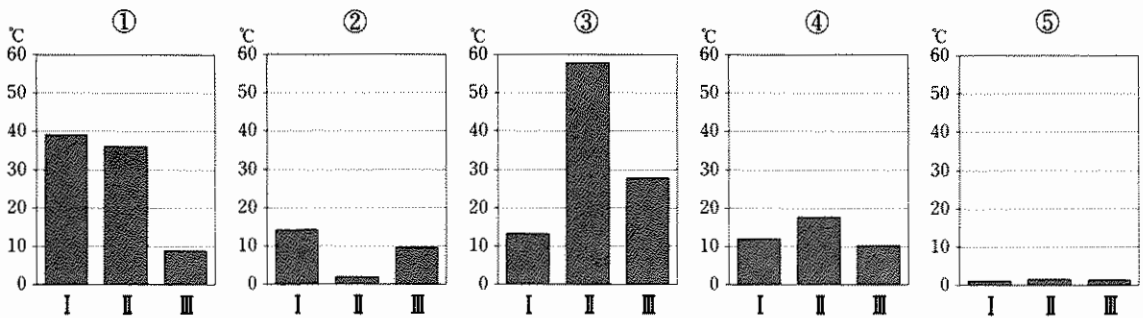 ① ② ③ ④ ⑤
℃ ℃ ℃ ℃ ℃
60 60 60 60 60
50 50 50 50 50
40 40 40 40 40
30 30 30 30 30
20 20 20 20 20
10 10 10 10 10
0 0 0 0 0
Ⅰ Ⅱ Ⅲ Ⅰ Ⅱ Ⅲ Ⅰ Ⅱ Ⅲ Ⅰ Ⅱ Ⅲ Ⅰ Ⅱ Ⅲ